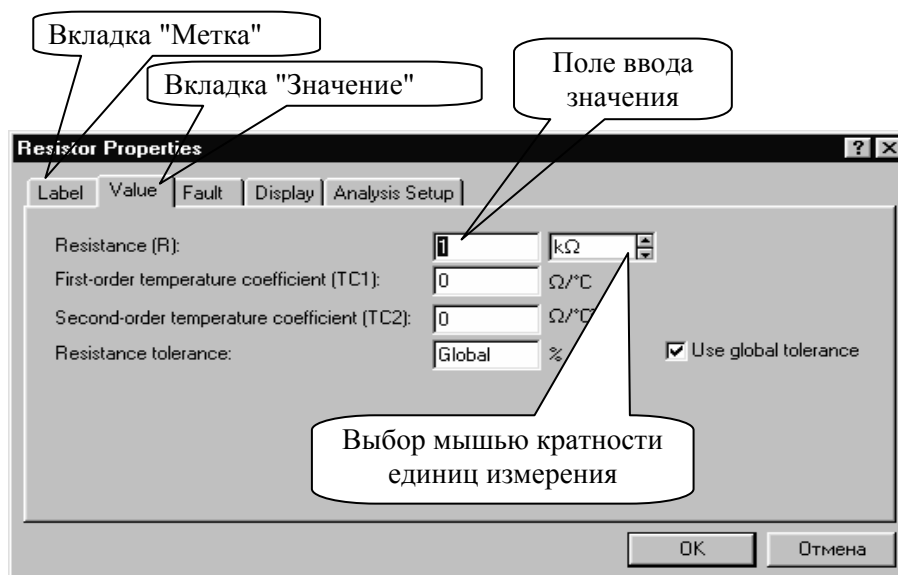 Вкладка "Метка"
Вкладка "Значение"
Поле ввода
значения
Resistor Properties
Label Value Fault Display Analysis Setup
Resistance (R): 1 kΩ
First-order temperature coefficient (TC1): 0 Ω/°C
Second-order temperature coefficient (TC2): 0 Ω/°C
Resistance tolerance: Global % Use global tolerance
Выбор мышью кратности
единиц измерения
OK Отмена